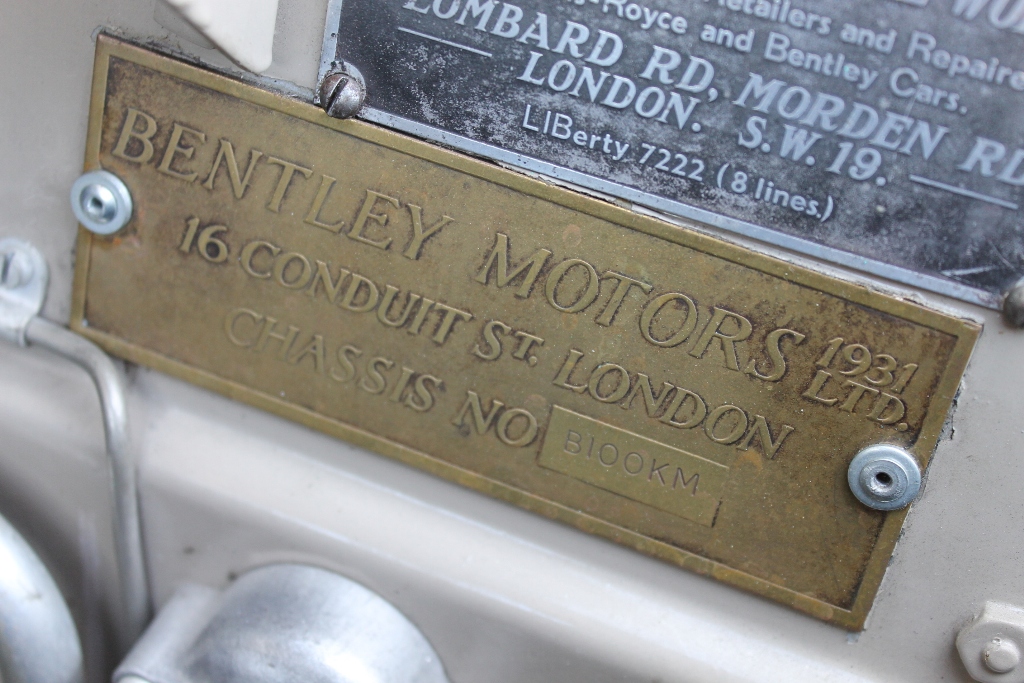 Retailers and Repaire
-Royce and Bentley Cars.
LOMBARD RD, MORDEN RD
LONDON. S.W. 19.
LIBerty 7222 (8 lines.)
BENTLEY MOTORS 1931 LTD.
16 CONDUIT ST. LONDON
CHASSIS NO B100KM